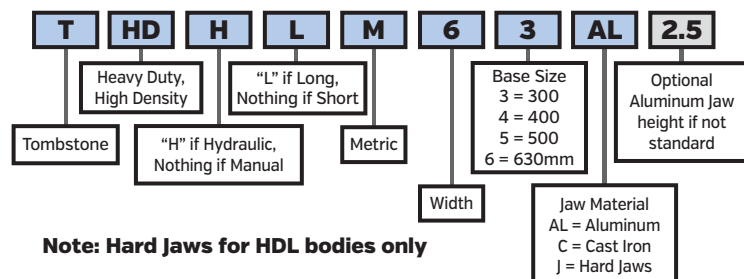 T HD H L M 6 3 AL 2.5
Heavy Duty,
High Density
“L” if Long,
Nothing if Short
Base Size
3 = 300
4 = 400
5 = 500
6 = 630mm
Optional
Aluminum Jaw
height if not
standard
Tombstone
“H” if Hydraulic,
Nothing if Manual
Metric
Width
Jaw Material
AL = Aluminum
C = Cast Iron
J = Hard Jaws
Note: Hard Jaws for HDL bodies only